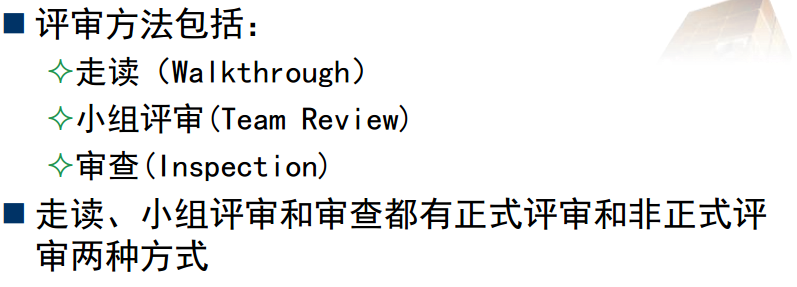 评审方法包括：
走读（Walkthrough）
小组评审(Team Review)
审查(Inspection)
走读、小组评审和审查都有正式评审和非正式评
审两种方式